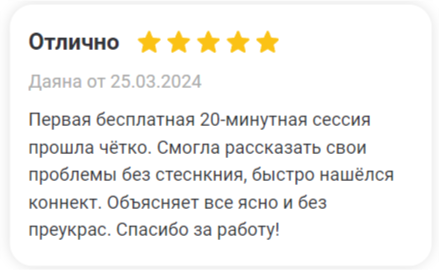 Отлично
Даяна от 25.03.2024
Первая бесплатная 20-минутная сессия
прошла чётко. Смогла рассказать свои
проблемы без стеснкния, быстро нашёлся
коннект. Объясняет все ясно и без
преукрас. Спасибо за работу!